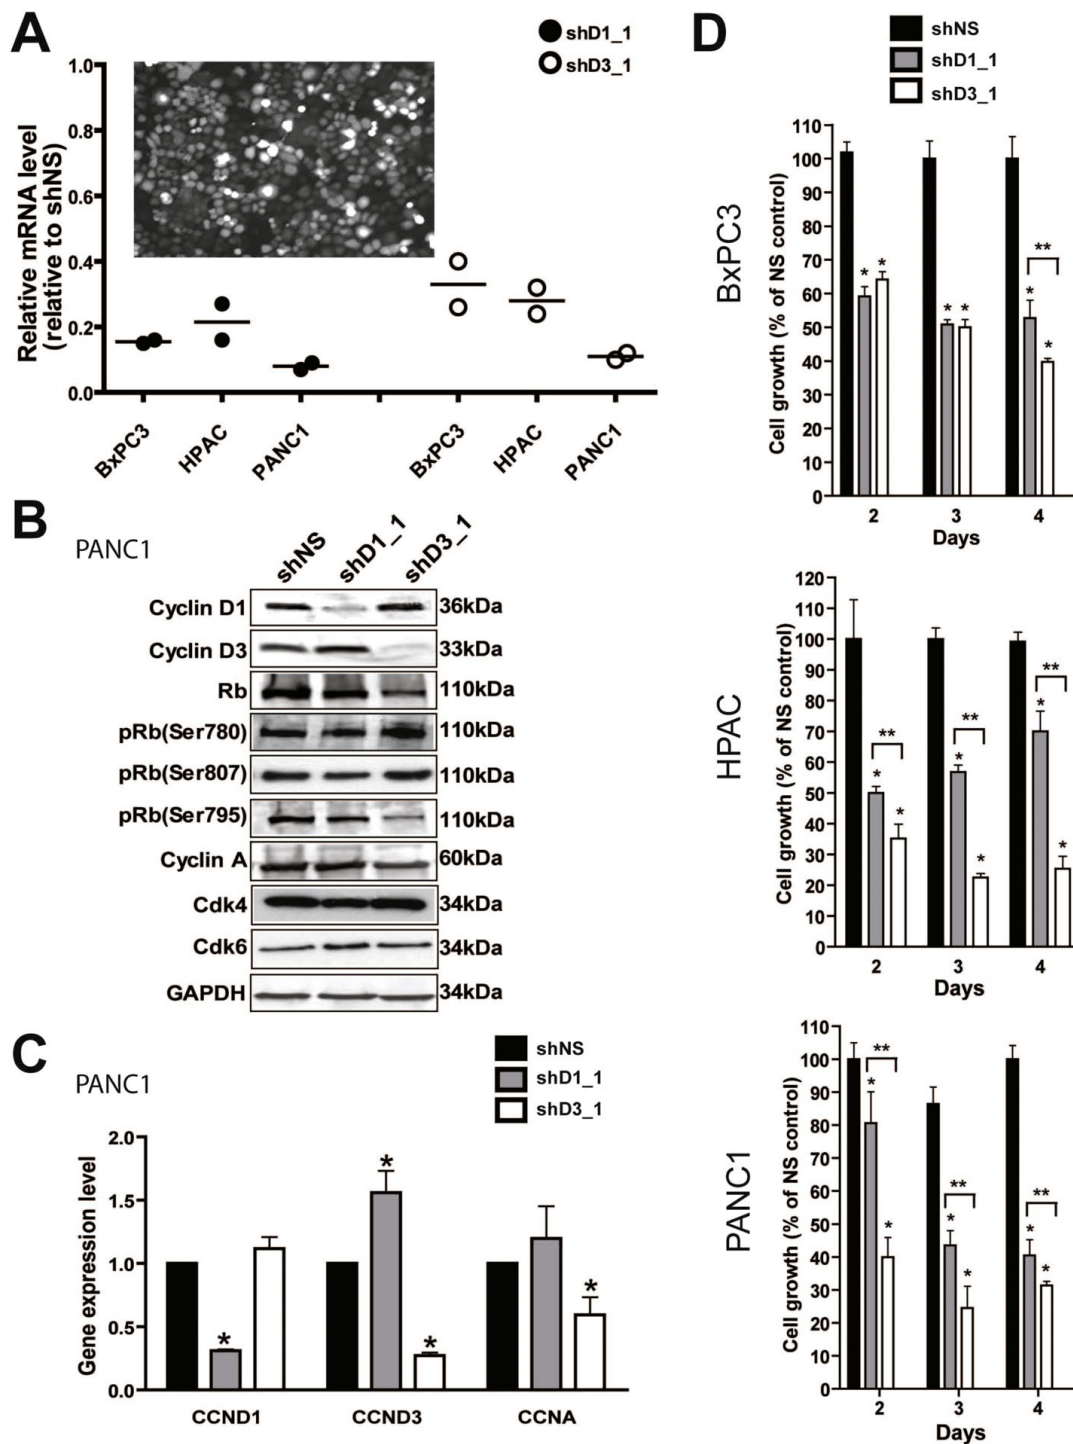 A
shD1_1
shD3_1
Relative mRNA level
(relative to shNS)
1.0
0.8
0.6
0.4
0.2
0.0
BxPC3
HPAC
PANC1
BxPC3
HPAC
PANC1
B
PANC1
shNS
shD1_1
shD3_1
Cyclin D1 36kDa
Cyclin D3 33kDa
Rb 110kDa
pRb(Ser780) 110kDa
pRb(Ser807) 110kDa
pRb(Ser795) 110kDa
Cyclin A 60kDa
Cdk4 34kDa
Cdk6 34kDa
GAPDH 34kDa
C
PANC1
shNS
shD1_1
shD3_1
Gene expression level
2.0
1.5
1.0
0.5
0.0
*
*
*
*
CCND1 CCND3 CCNA
D
shNS
shD1_1
shD3_1
BxPC3
Cell growth (% of NS control)
110
100
90
80
70
60
50
40
30
20
10
0
* *
* *
**
*
*
2 3 4
Days
HPAC
Cell growth (% of NS control)
120
110
100
90
80
70
60
50
40
30
20
10
0
**
*
*
**
*
*
**
*
*
2 3 4
Days
PANC1
Cell growth (% of NS control)
110
100
90
80
70
60
50
40
30
20
10
0
**
*
*
**
*
*
**
*
*
2 3 4
Days